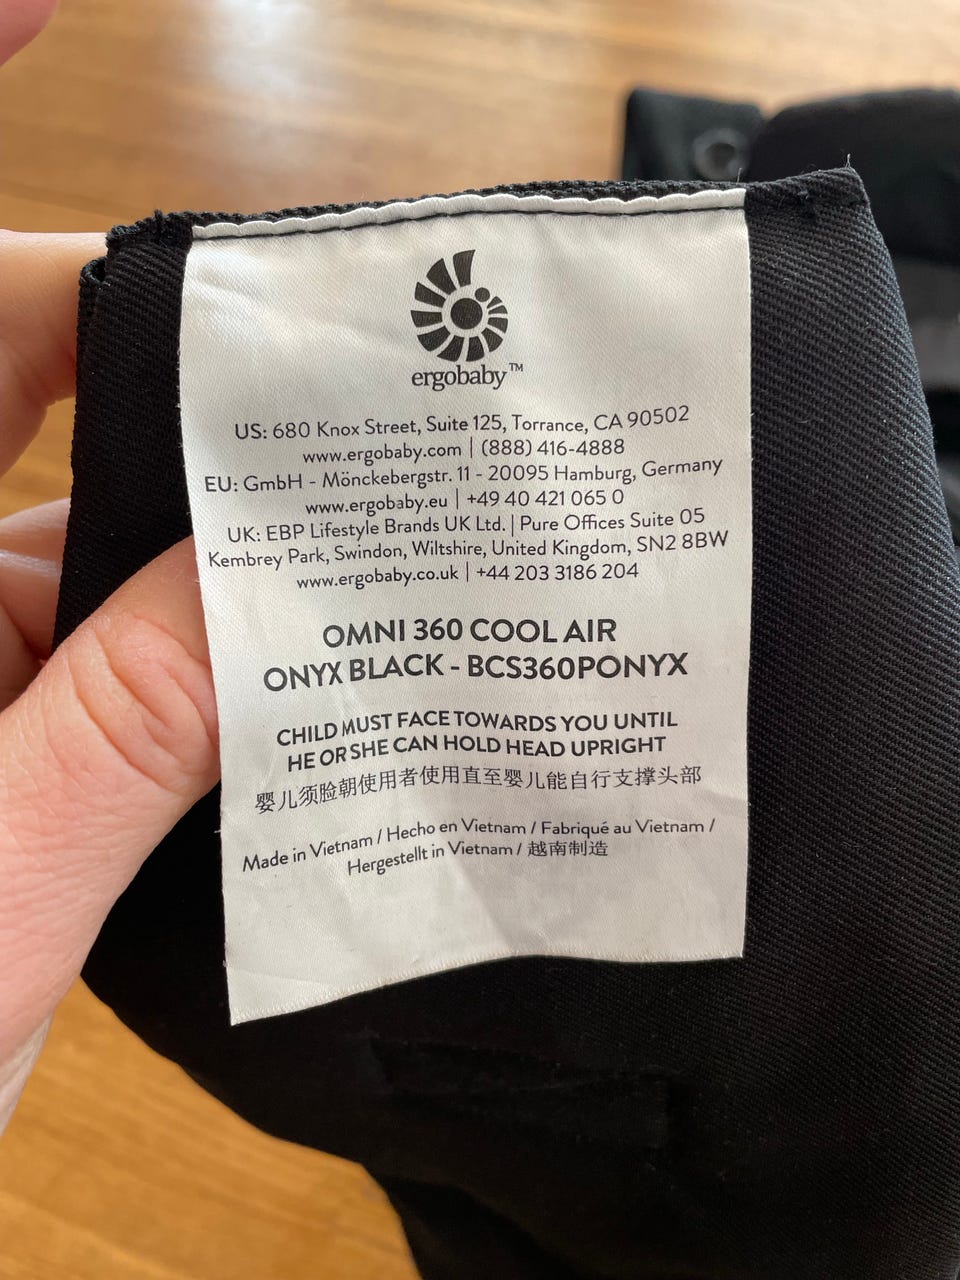 ergobaby™
US: 680 Knox Street, Suite 125, Torrance, CA 90502
www.ergobaby.com | (888) 416-4888
EU: GmbH - Mönckebergstr. 11 - 20095 Hamburg, Germany
www.ergobaby.eu | +49 40 421 065 0
UK: EBP Lifestyle Brands UK Ltd. | Pure Offices Suite 05
Kembrey Park, Swindon, Wiltshire, United Kingdom, SN2 8BW
www.ergobaby.co.uk | +44 203 3186 204
OMNI 360 COOL AIR
ONYX BLACK - BCS360PONYX
CHILD MUST FACE TOWARDS YOU UNTIL
HE OR SHE CAN HOLD HEAD UPRIGHT
婴儿须脸朝使用者使用直至婴儿能自行支撑头部
Made in Vietnam / Hecho en Vietnam / Fabriqué au Vietnam /
Hergestellt in Vietnam / 越南制造